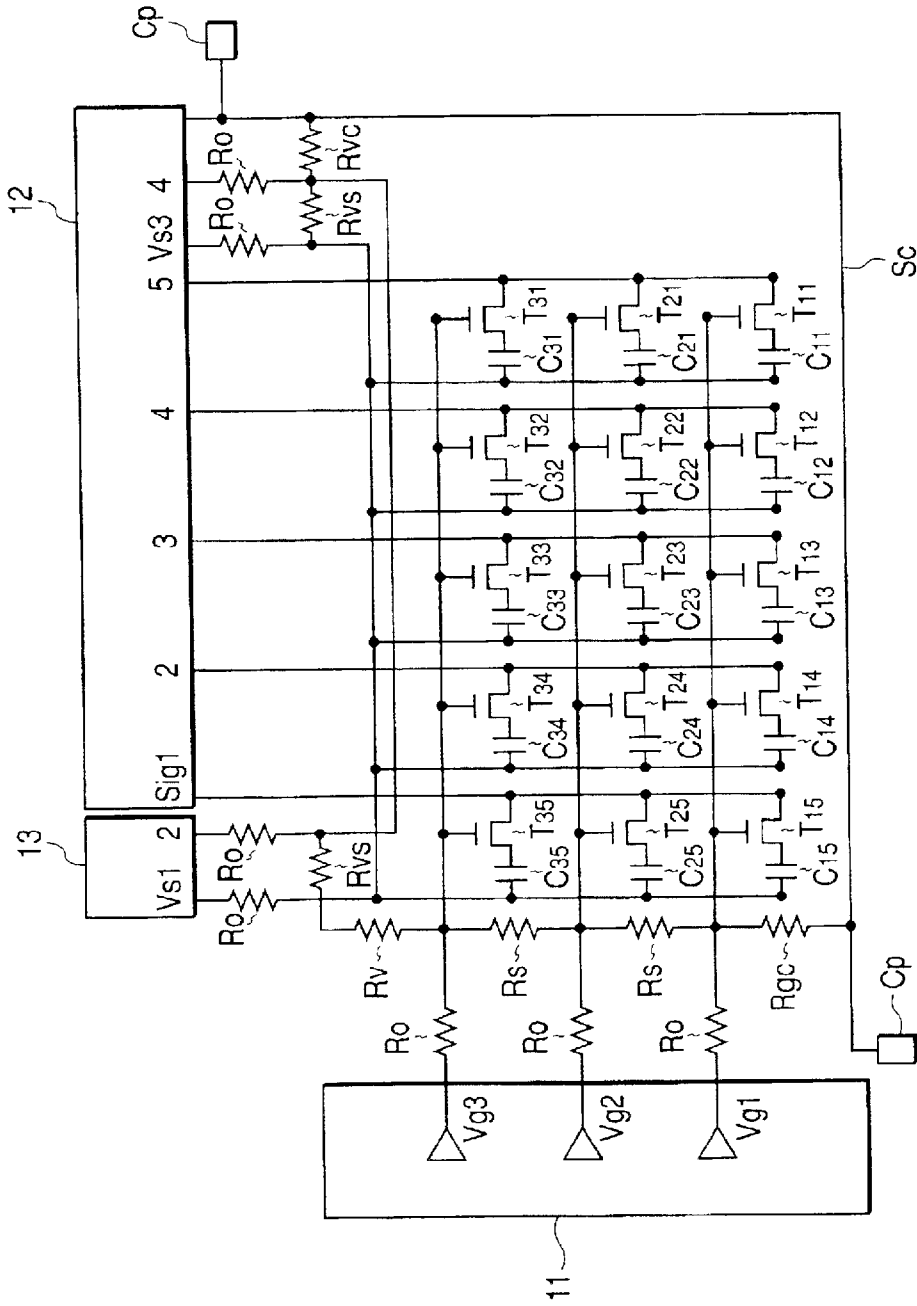 Cp
12
Ro
Ro
Rvc
Rvs
Sig1
2
3
4
5
Vs3
4
13
Vs1
2
Ro
Ro
Rvs
Rv
Sc
T35
C35
T34
C34
T33
C33
T32
C32
T31
C31
Rs
Ro
T25
C25
T24
C24
T23
C23
T22
C22
T21
C21
Rs
Ro
T15
C15
T14
C14
T13
C13
T12
C12
T11
C11
Rgc
Ro
Cp
Vg3
Vg2
Vg1
11